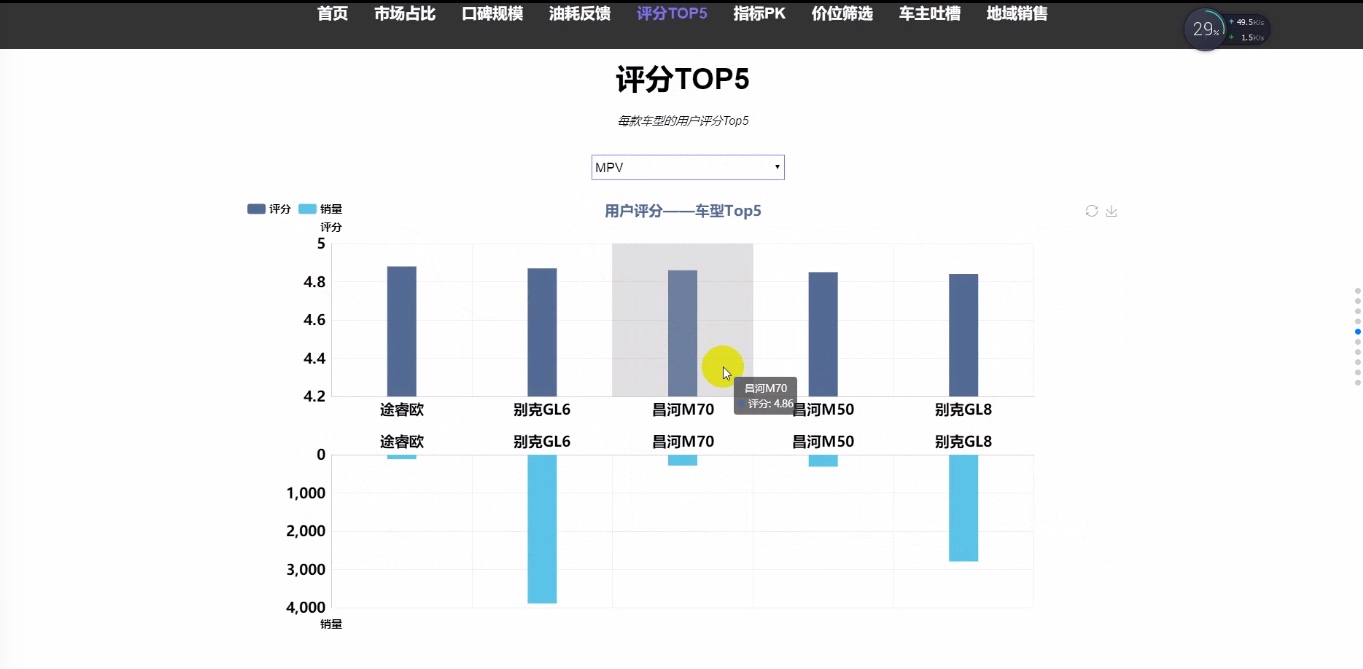 首页 市场占比 口碑规模 油耗反馈 评分TOP5 指标PK 价位筛选 车主吐槽 地域销售
29% 49.5K/s
1.5K/s
评分TOP5
每款车型的用户评分Top5
MPV
评分 销量 用户评分——车型Top5
评分
5
4.8
4.6
4.4
4.2
昌河M70
评分: 4.86
途睿欧 别克GL6 昌河M70 昌河M50 别克GL8
途睿欧 别克GL6 昌河M70 昌河M50 别克GL8
0
1,000
2,000
3,000
4,000
销量